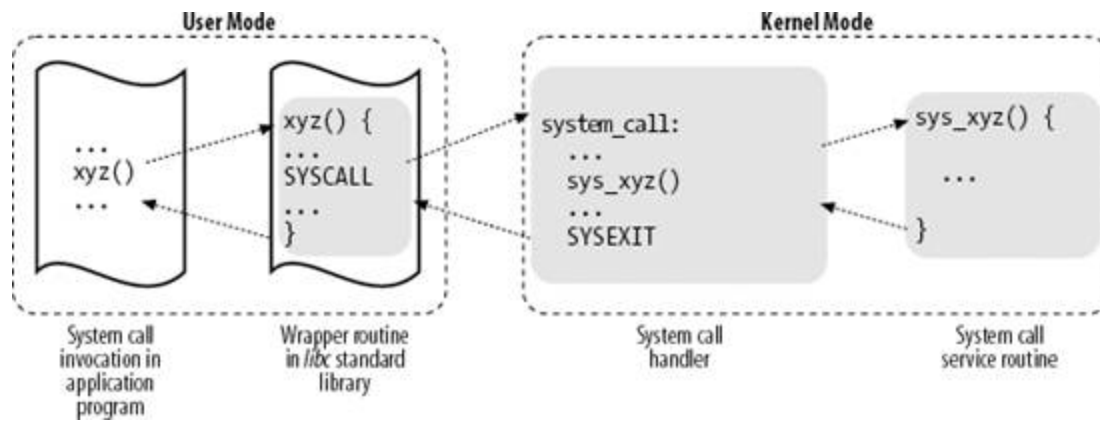 User Mode
Kernel Mode
...
xyz()
...
xyz() {
...
SYSCALL
...
}
system_call:
...
sys_xyz()
...
SYSEXIT
sys_xyz() {
...
}
System call
invocation in
application
program
Wrapper routine
in libc standard
library
System call
handler
System call
service routine